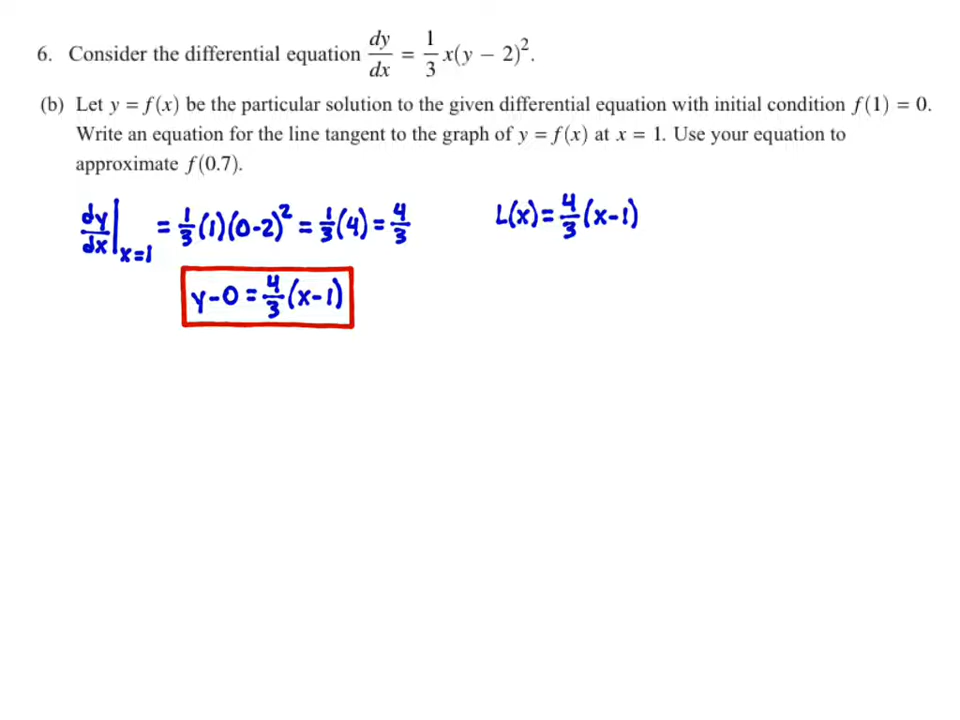 6. Consider the differential equation dy/dx = 1/3 x(y − 2)².
(b) Let y = f(x) be the particular solution to the given differential equation with initial condition f(1) = 0.
Write an equation for the line tangent to the graph of y = f(x) at x = 1. Use your equation to
approximate f(0.7).
dy/dx|x=1 = 1/3(1)(0-2)² = 1/3(4) = 4/3
L(x) = 4/3(x-1)
y-0 = 4/3(x-1)